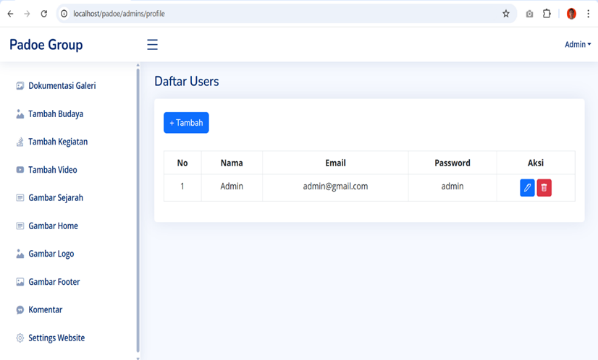 localhost/padoe/admins/profile
Padoe Group
Admin
Dokumentasi Galeri
Tambah Budaya
Tambah Kegiatan
Tambah Video
Gambar Sejarah
Gambar Home
Gambar Logo
Gambar Footer
Komentar
Settings Website
Daftar Users
+ Tambah
No Nama Email Password Aksi
1 Admin admin@gmail.com admin